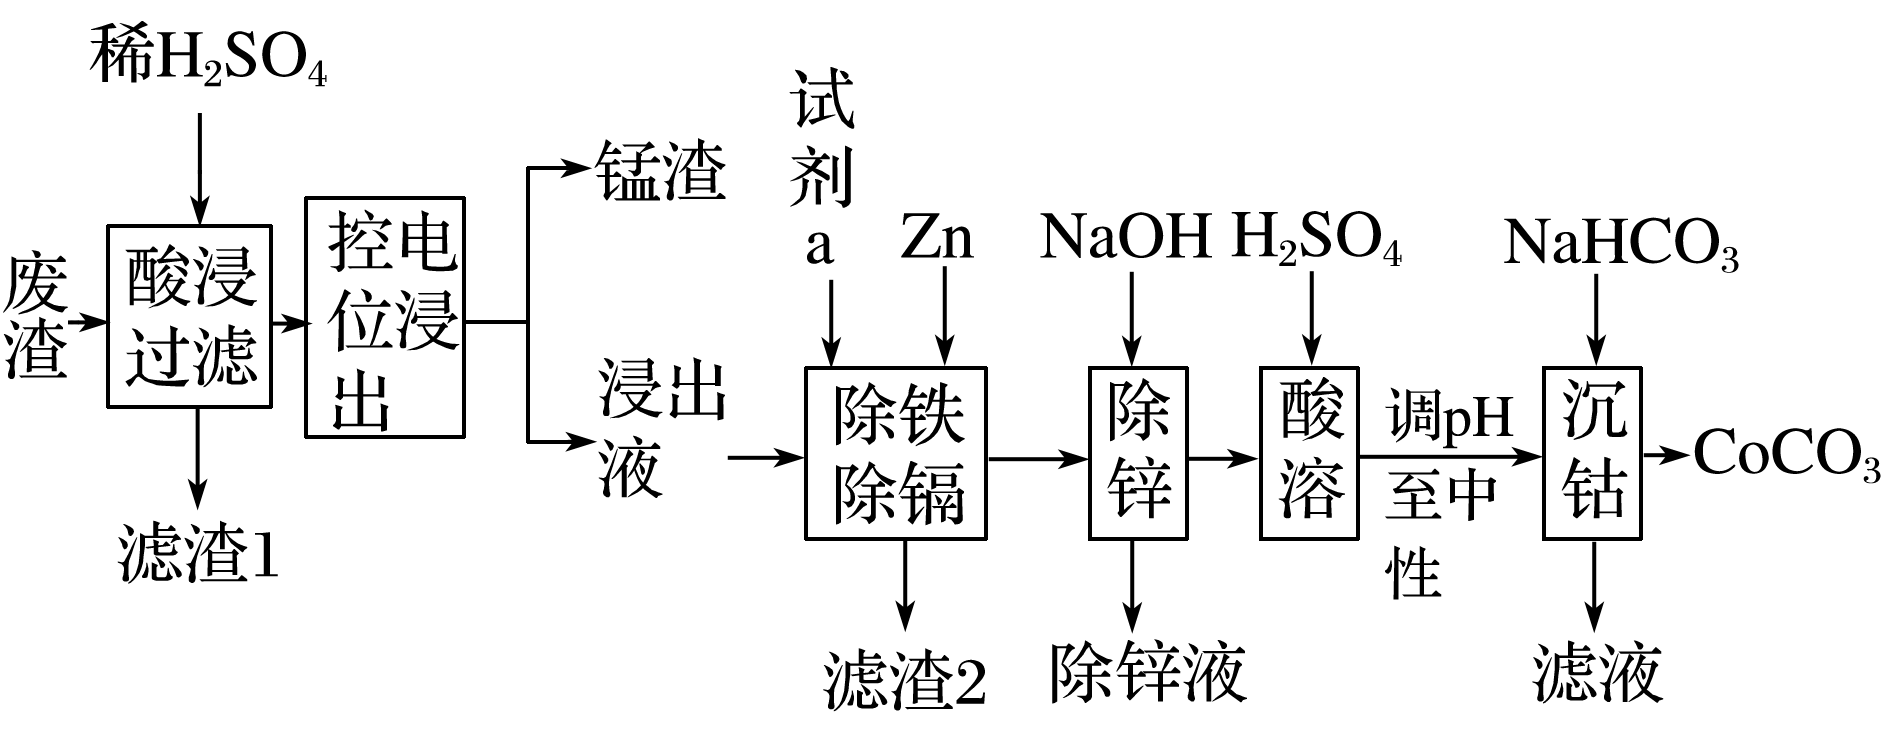 稀H₂SO₄
废渣
酸浸
过滤
滤渣1
控电
位浸
出
锰渣
浸出
液
试
剂
a
Zn
除铁
除镉
滤渣2
NaOH
除
锌
除锌液
H₂SO₄
酸
溶
调pH
至中
性
NaHCO₃
沉
钴
CoCO₃
滤液